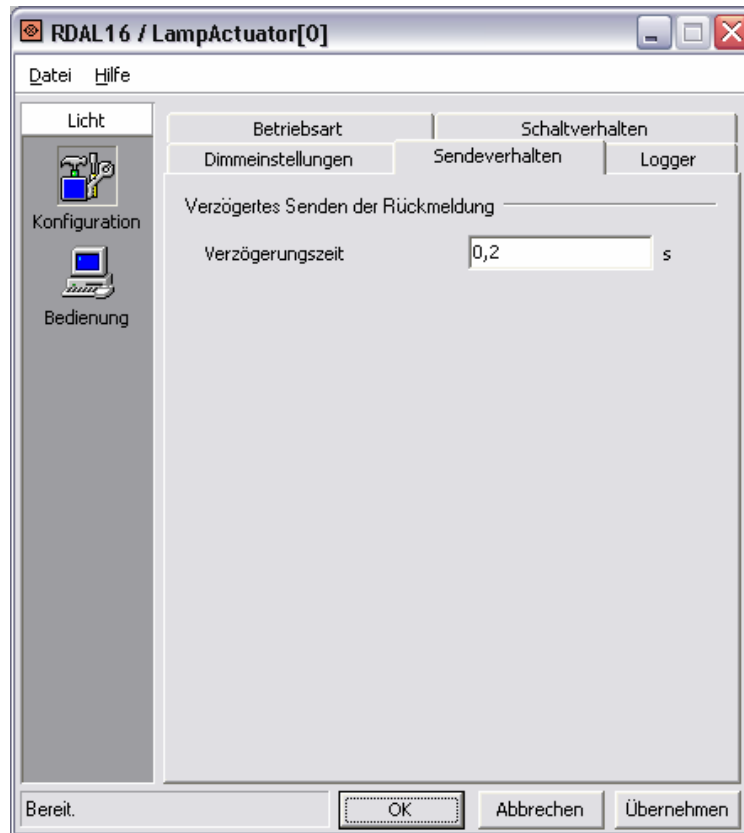 RDAL16 / LampActuator[0]
Datei Hilfe
Licht
Konfiguration
Bedienung
Betriebsart Schaltverhalten
Dimmeinstellungen Sendeverhalten Logger
Verzögertes Senden der Rückmeldung
Verzögerungszeit 0,2 s
Bereit. OK Abbrechen Übernehmen